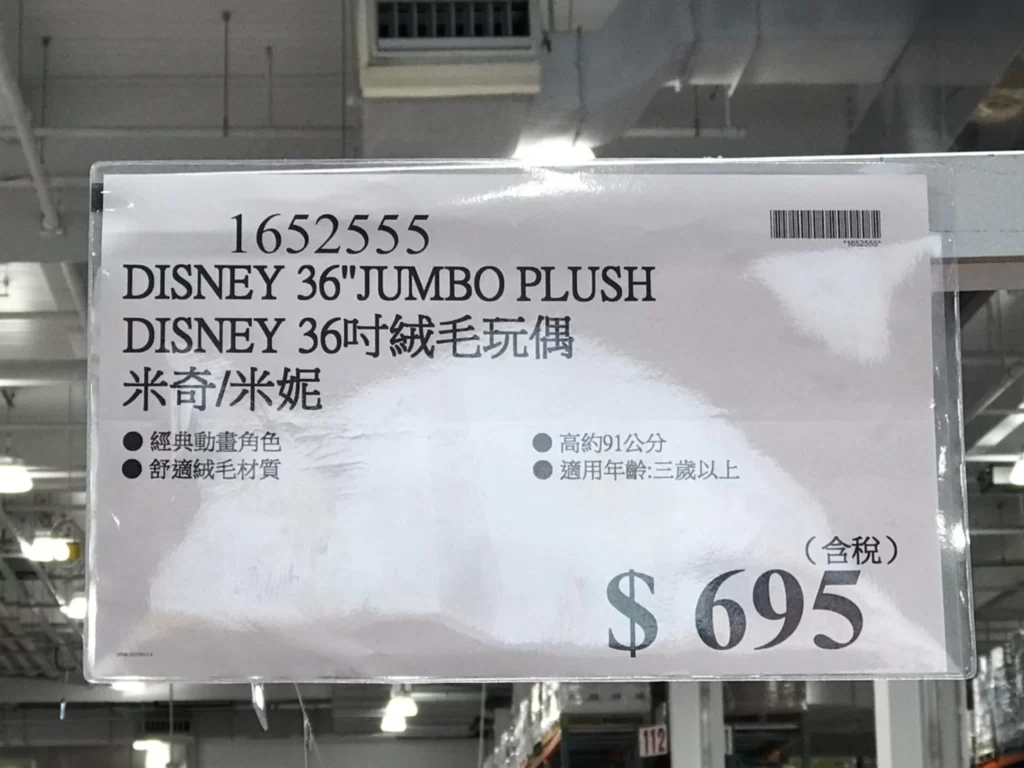 1652555
*1652555*
DISNEY 36"JUMBO PLUSH
DISNEY 36吋絨毛玩偶
米奇/米妮
● 經典動畫角色
● 舒適絨毛材質
● 高約91公分
● 適用年齡:三歲以上
（含稅）
$ 695
112